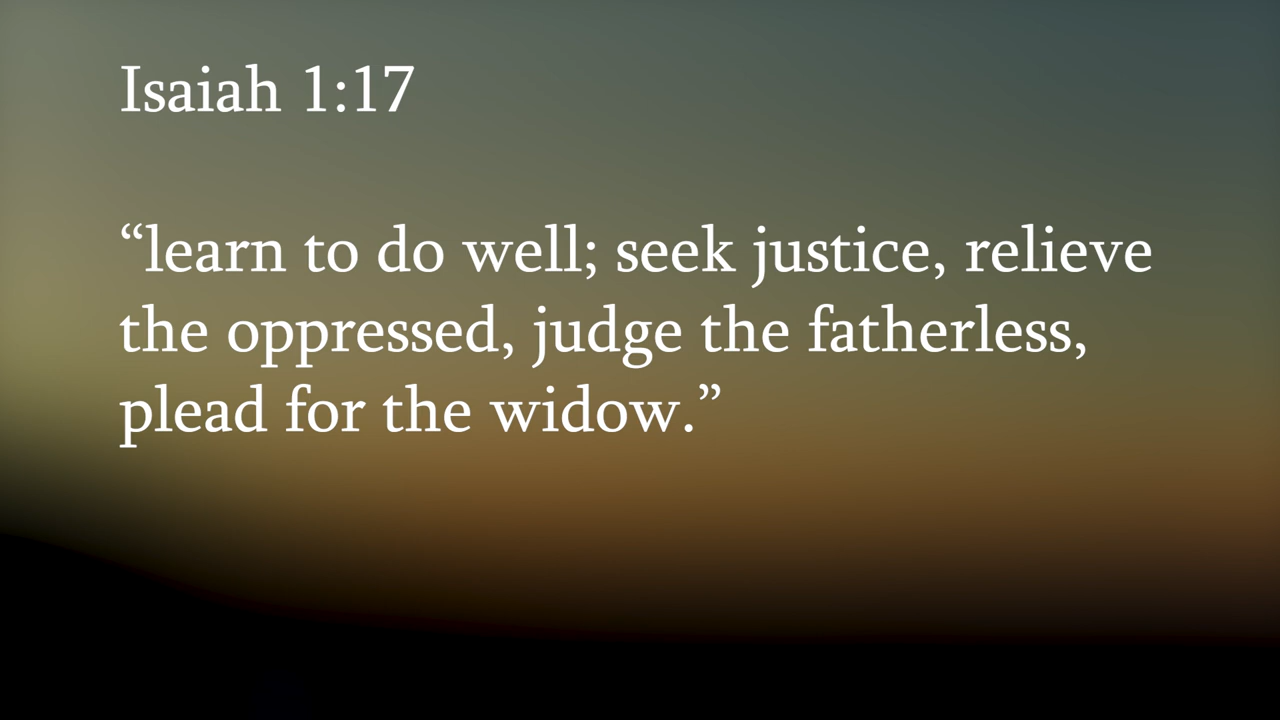 Isaiah 1:17
“learn to do well; seek justice, relieve
the oppressed, judge the fatherless,
plead for the widow.”